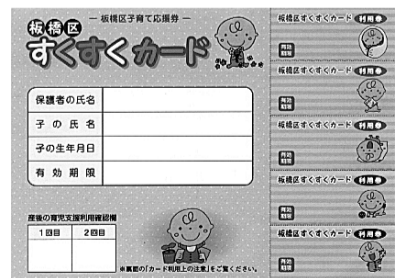 ― 板橋区子育て応援券 ―
板橋区
すくすくカード
保護者の氏名
子の氏名
子の生年月日
有効期限
産後の育児支援利用確認欄
1回目 2回目
※裏面の「カード利用上の注意」をご覧ください。
板橋区すくすくカード 利用券
有効期限
板橋区すくすくカード 利用券
有効期限
板橋区すくすくカード 利用券
有効期限
板橋区すくすくカード 利用券
有効期限
板橋区すくすくカード 利用券
有効期限